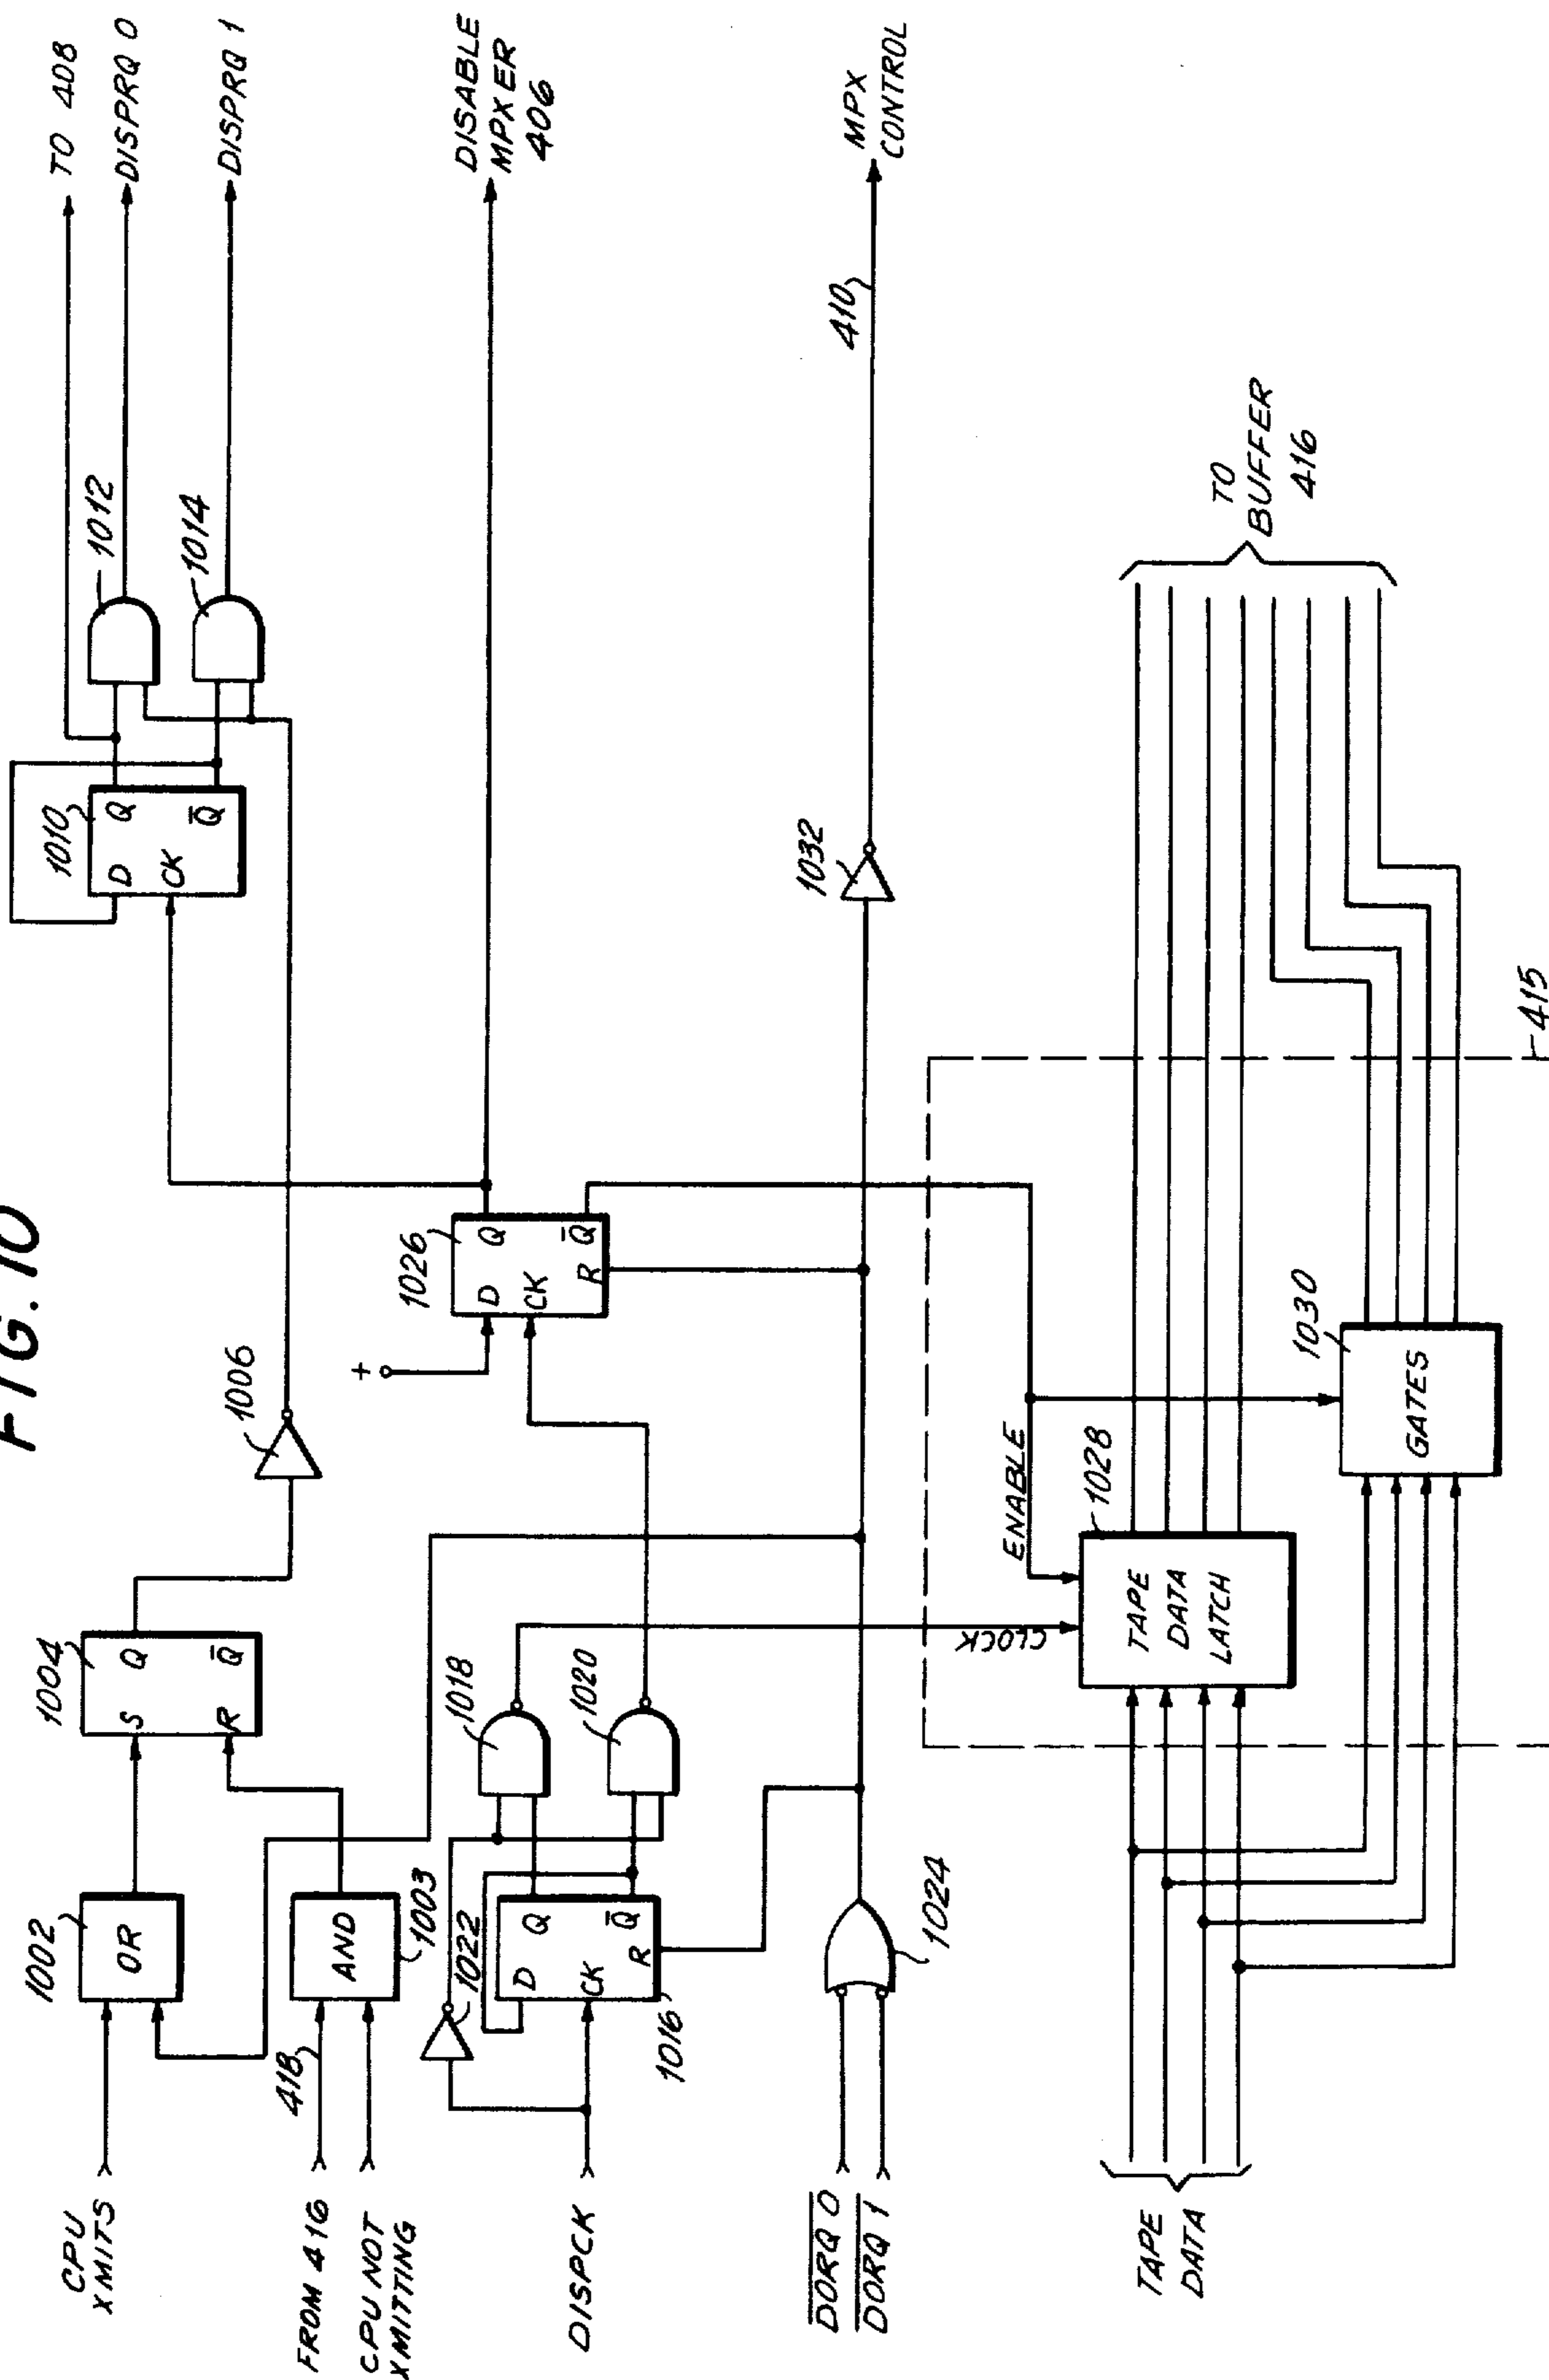 FIG. 10
TO 408
DISPRQ 0
DISPRQ 1
1012
1014
1010
D
Q
CK
Q̅
DISABLE
MPXER
406
MPX
CONTROL
410
1032
1006
1004
S
Q
R
Q̅
1002
OR
CPU
XMITS
AND
1003
418
FROM 416
CPU NOT
XMITTING
1026
D
Q
CK
Q̅
R
+
1018
1020
1022
D
Q
CK
Q̅
R
1016
DISPCK
1024
D̅O̅R̅Q̅ 0̅
D̅O̅R̅Q̅ 1̅
CLOCK
ENABLE
1028
TAPE
DATA
LATCH
1030
GATES
TAPE
DATA
TO
BUFFER
416
415